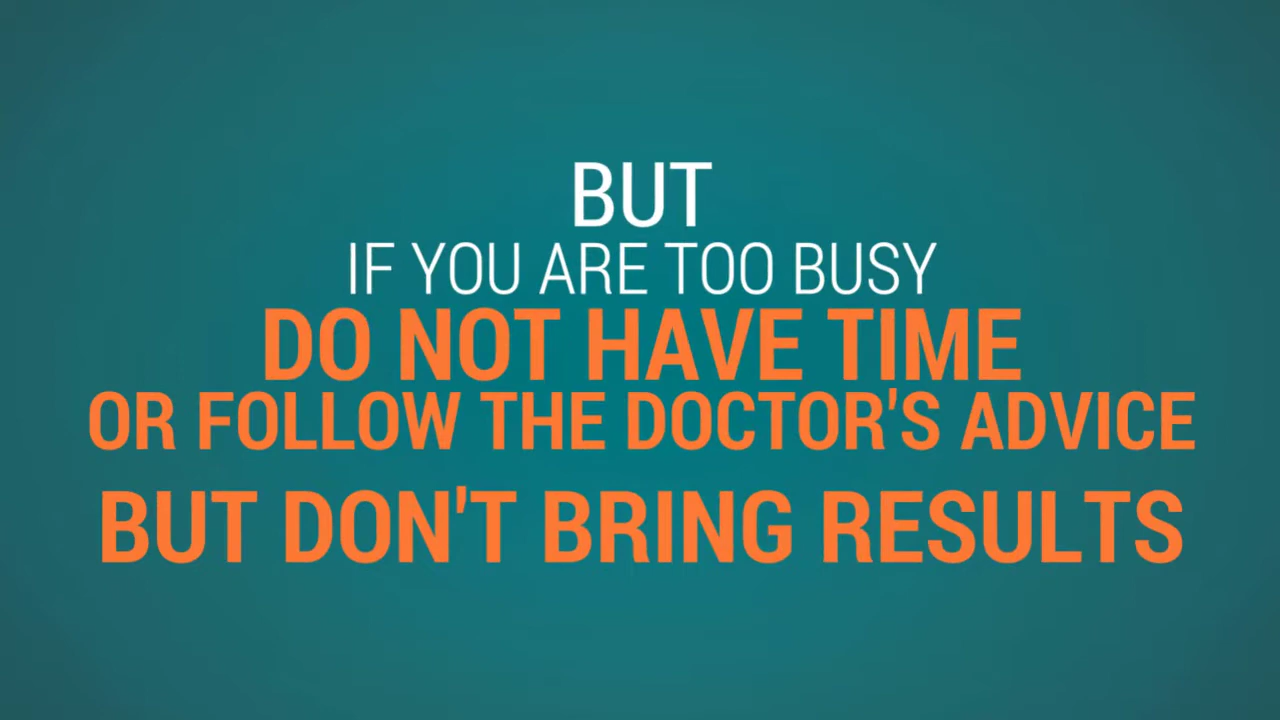 BUT
IF YOU ARE TOO BUSY
DO NOT HAVE TIME
OR FOLLOW THE DOCTOR'S ADVICE
BUT DON'T BRING RESULTS